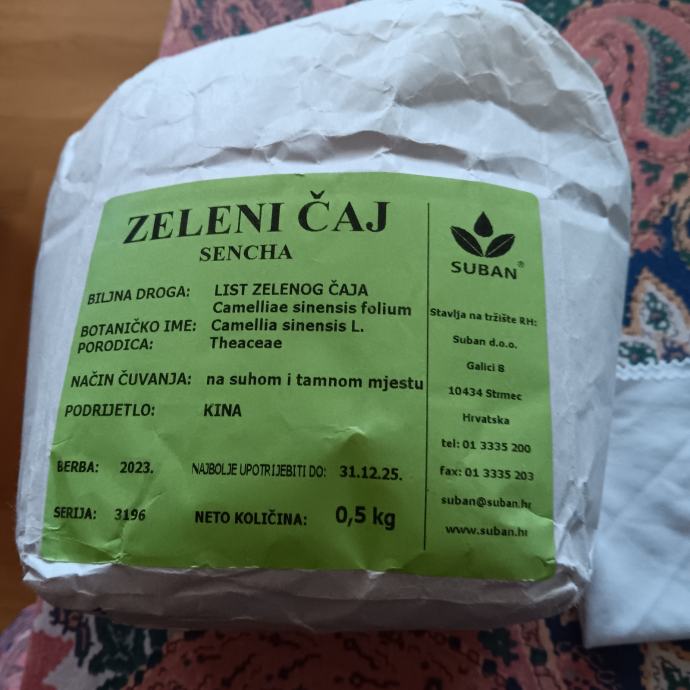 ZELENI ČAJ
SENCHA
BILJNA DROGA: LIST ZELENOG ČAJA
Camelliae sinensis folium
BOTANIČKO IME: Camellia sinensis L.
PORODICA: Theaceae
NAČIN ČUVANJA: na suhom i tamnom mjestu
PODRIJETLO: KINA
BERBA: 2023. NAJBOLJE UPOTRIJEBITI DO: 31.12.25.
SERIJA: 3196 NETO KOLIČINA: 0,5 kg
SUBAN®
Stavlja na tržište RH:
Suban d.o.o.
Galici 8
10434 Strmec
Hrvatska
tel: 01 3335 200
fax: 01 3335 203
suban@suban.hr
www.suban.hr